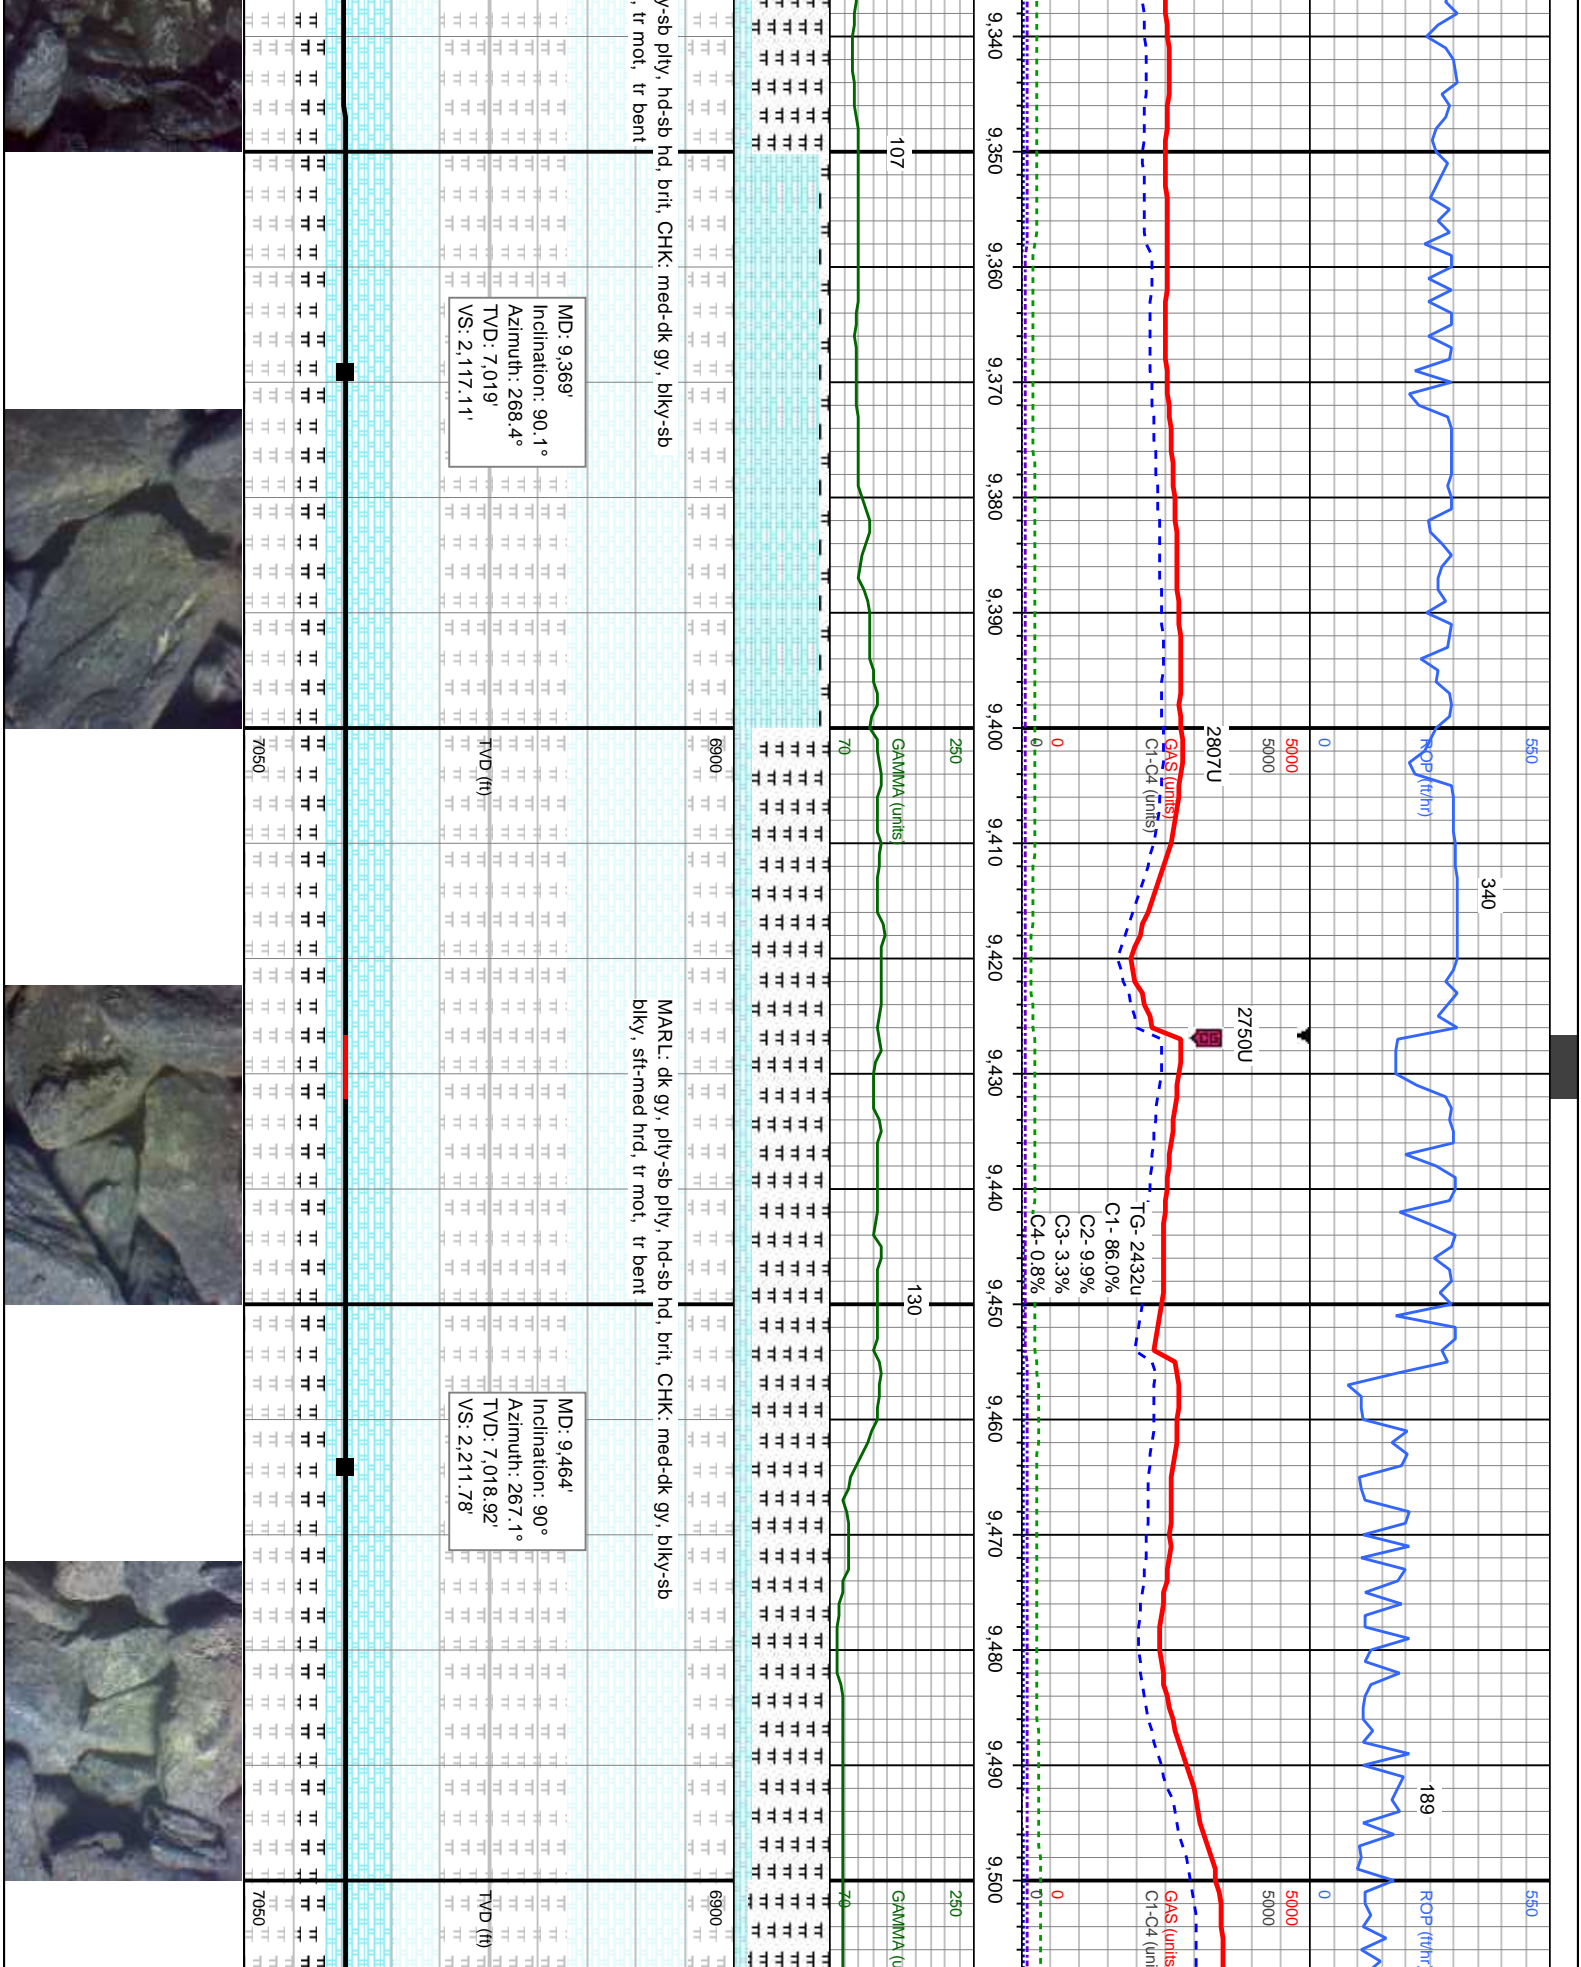 9,340
9,350
9,360
9,370
9,380
9,390
9,400
9,410
9,420
9,430
9,440
9,450
9,460
9,470
9,480
9,490
9,500
550
ROP (ft/hr)
0
340
189
550
ROP (ft/hr
0
5000
5000
GAS (units)
C1-C4 (units)
0
0
2807U
2750U
CG
TG- 2432u
C1- 86.0%
C2- 9.9%
C3- 3.3%
C4- 0.8%
5000
5000
GAS (units
C1-C4 (uni
0
0
250
GAMMA (units)
70
107
130
250
GAMMA (u
70
6900
TVD (ft)
7050
6900
TVD (ft)
7050
y-sb plty, hd-sb hd, brit, CHK: med-dk gy, blky-sb
, tr mot, tr bent
MD: 9,369'
Inclination: 90.1°
Azimuth: 268.4°
TVD: 7,019'
VS: 2,117.11'
MARL: dk gy, plty-sb plty, hd-sb hd, brit, CHK: med-dk gy, blky-sb
blky, sft-med hrd, tr mot, tr bent
MD: 9,464'
Inclination: 90°
Azimuth: 267.1°
TVD: 7,018.92'
VS: 2,211.78'